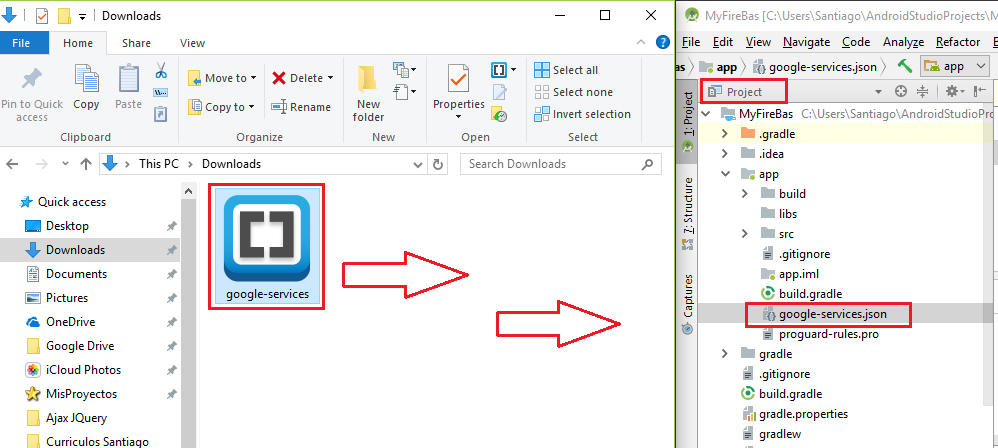 Downloads
File
Home
Share
View
Pin to Quick access
Copy
Paste
Move to
Copy to
Delete
Rename
Organize
New folder
New
Properties
Open
Select all
Select none
Invert selection
Select
This PC > Downloads
Search Downloads
Quick access
Desktop
Downloads
Documents
Pictures
OneDrive
Google Drive
iCloud Photos
MisProyectos
Ajax JQuery
Curriculos Santiago
google-services
MyFireBas [C:\Users\Santiago\AndroidStudioProjects\M
File Edit View Navigate Code Analyze Refactor
Bas app google-services.json app
Project
1: Project
7: Structure
Captures
MyFireBas C:\Users\Santiago\AndroidStudioPro
.gradle
.idea
app
build
libs
src
.gitignore
app.iml
build.gradle
google-services.json
proguard-rules.pro
gradle
.gitignore
build.gradle
gradle.properties
gradlew